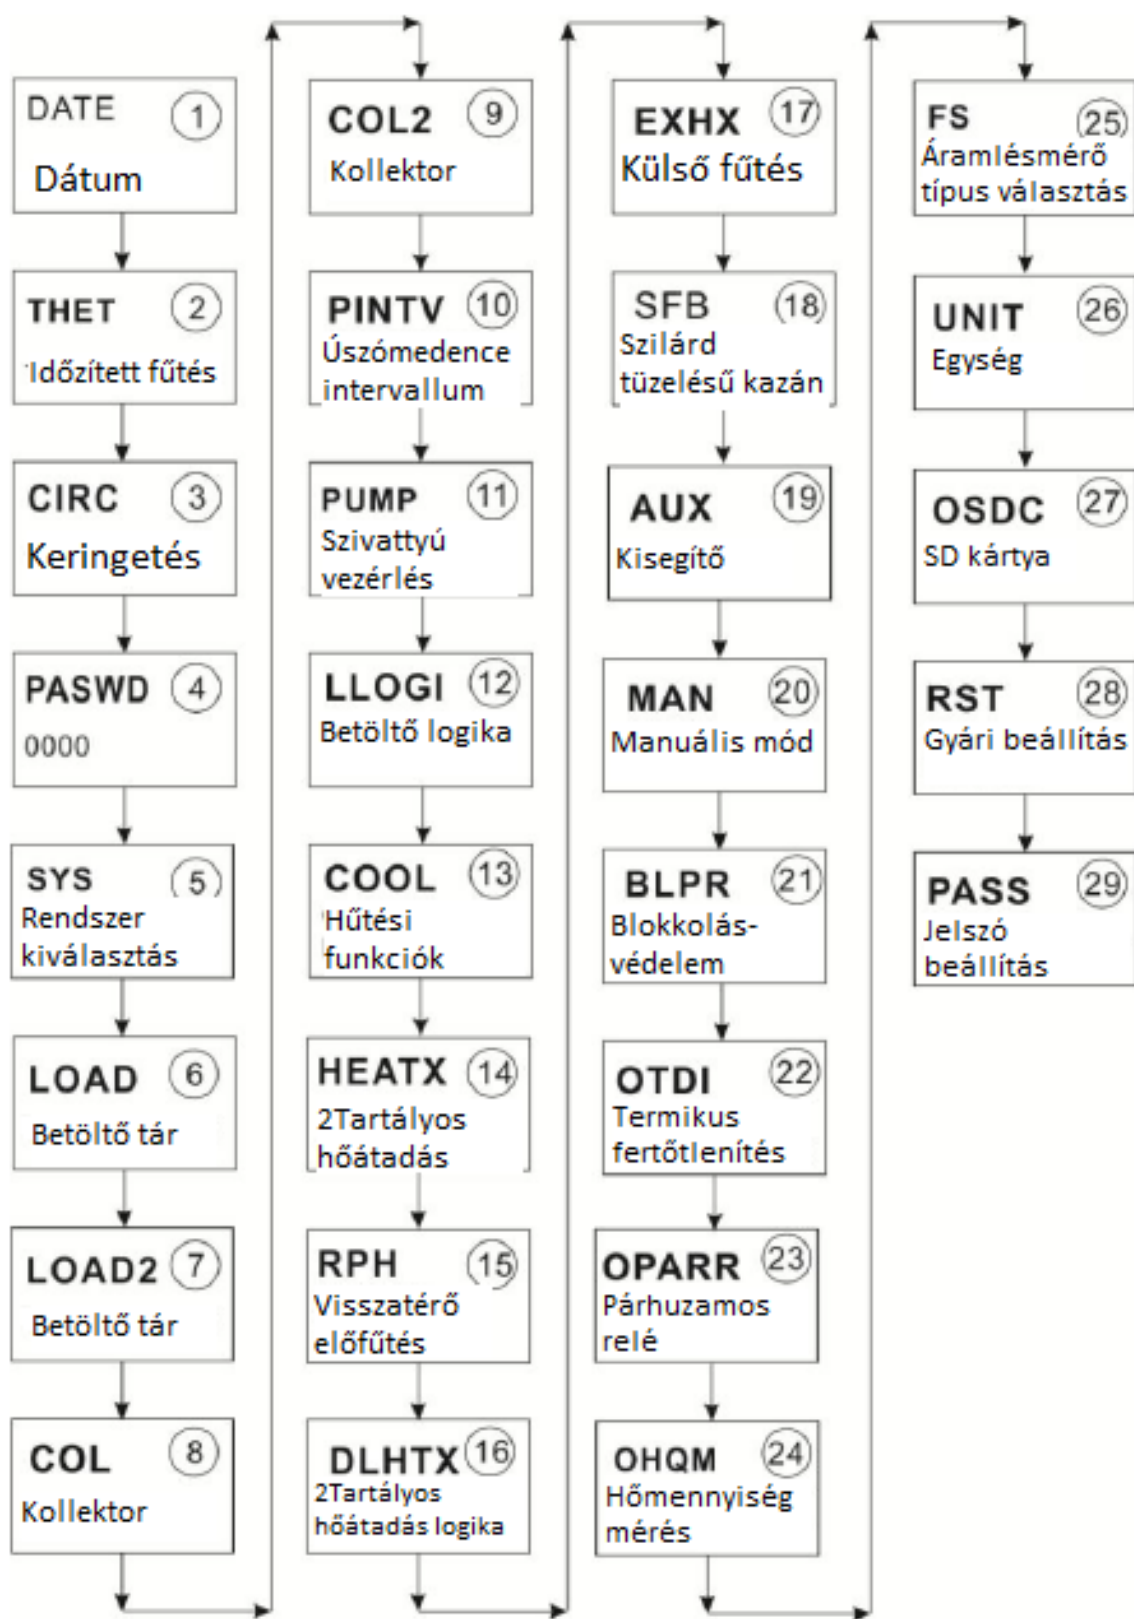 DATE 1
Dátum
THET 2
Időzített fűtés
CIRC 3
Keringetés
PASWD 4
0000
SYS 5
Rendszer
kiválasztás
LOAD 6
Betöltő tár
LOAD2 7
Betöltő tár
COL 8
Kollektor
COL2 9
Kollektor
PINTV 10
Úszómedence
intervallum
PUMP 11
Szivattyú
vezérlés
LLOGI 12
Betöltő logika
COOL 13
Hűtési
funkciók
HEATX 14
2Tartályos
hőátadás
RPH 15
Visszatérő
előfűtés
DLHTX 16
2Tartályos
hőátadás logika
EXHX 17
Külső fűtés
SFB 18
Szilárd
tüzelésű kazán
AUX 19
Kisegítő
MAN 20
Manuális mód
BLPR 21
Blokkolás-
védelem
OTDI 22
Termikus
fertőtlenítés
OPARR 23
Párhuzamos
relé
OHQM 24
Hőmennyiség
mérés
FS 25
Áramlésmérő
típus választás
UNIT 26
Egység
OSDC 27
SD kártya
RST 28
Gyári beállítás
PASS 29
Jelszó
beállítás